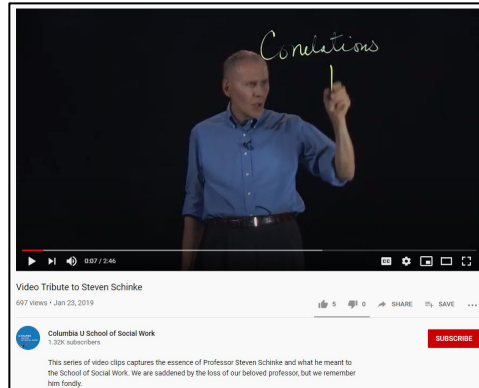 Correlations
0:07 / 2:46
CC
Video Tribute to Steven Schinke
697 views • Jan 23, 2019
5 0 SHARE SAVE ...
Columbia U School of Social Work
1.32K subscribers
SUBSCRIBE
This series of video clips captures the essence of Professor Steven Schinke and what he meant to
the School of Social Work. We are saddened by the loss of our beloved professor, but we remember
him fondly.